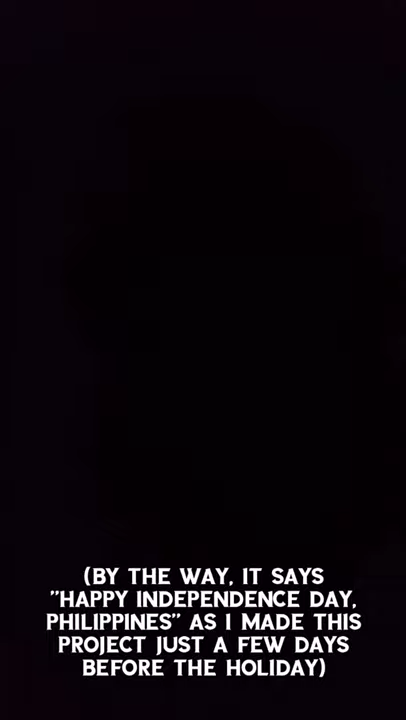 (BY THE WAY, IT SAYS
"HAPPY INDEPENDENCE DAY,
PHILIPPINES" AS I MADE THIS
PROJECT JUST A FEW DAYS
BEFORE THE HOLIDAY)